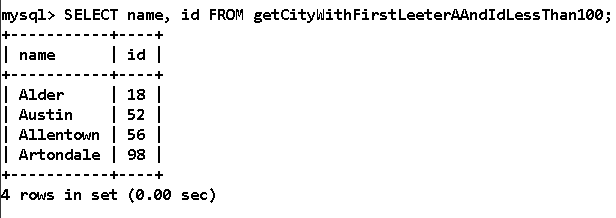 mysql> SELECT name, id FROM getCityWithFirstLeeterAAndIdLessThan100;
+-----------+----+
| name      | id |
+-----------+----+
| Alder     | 18 |
| Austin    | 52 |
| Allentown | 56 |
| Artondale | 98 |
+-----------+----+
4 rows in set (0.00 sec)